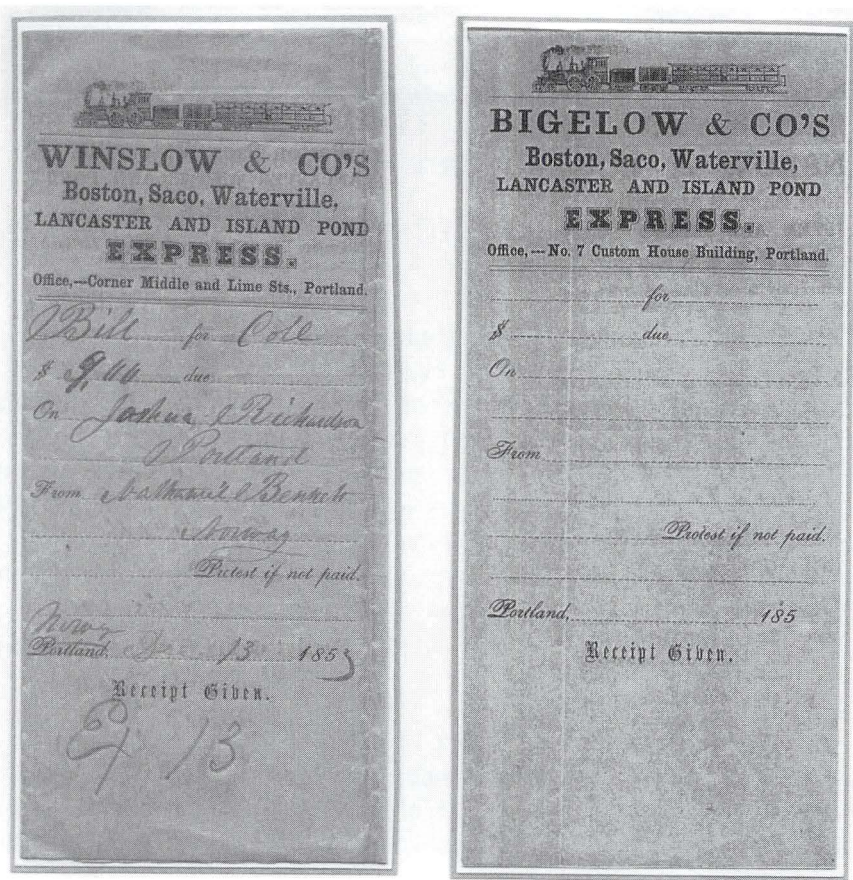 WINSLOW & CO'S
Boston, Saco, Waterville,
LANCASTER AND ISLAND POND
EXPRESS.
Office,—Corner Middle and Lime Sts., Portland.
Bill for Coll
$ 9,00 due
On Joshua Richardson
Portland
From Nathaniel Bennett
Norway
Protest if not paid.
Norway
Portland, 13 1853
Receipt Given.
13
BIGELOW & CO'S
Boston, Saco, Waterville,
LANCASTER AND ISLAND POND
EXPRESS.
Office,—No. 7 Custom House Building, Portland.
for
$ due
On
From
Protest if not paid.
Portland, 185
Receipt Given.